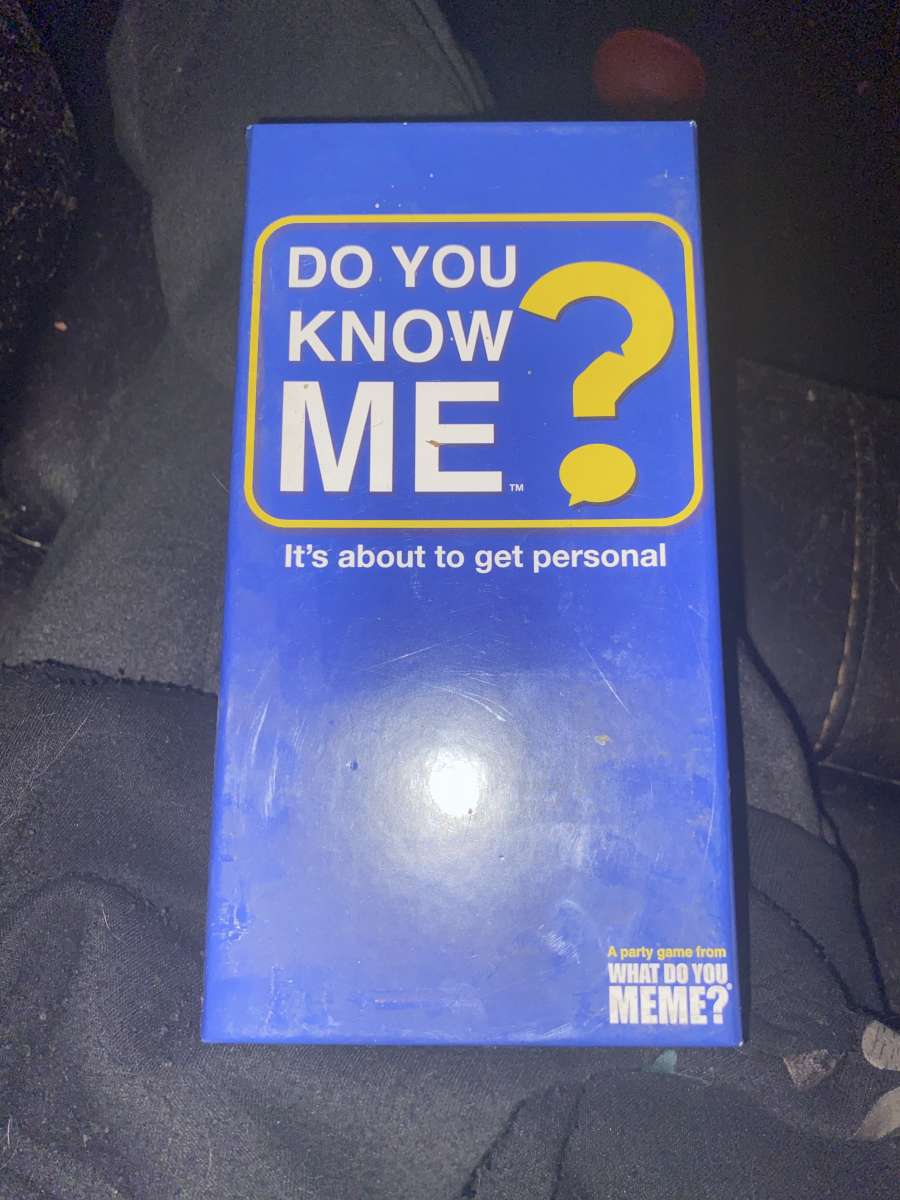 DO YOU
KNOW
ME ?
™
It's about to get personal
A party game from
WHAT DO YOU
MEME?®